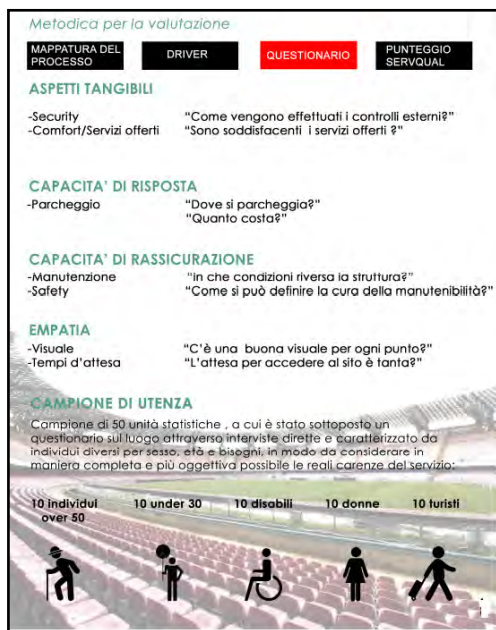 Metodica per la valutazione
MAPPATURA DEL PROCESSO
DRIVER
QUESTIONARIO
PUNTEGGIO SERVQUAL
ASPETTI TANGIBILI
-Security “Come vengono effettuati i controlli esterni?”
-Comfort/Servizi offerti “Sono soddisfacenti i servizi offerti ?”
CAPACITA’ DI RISPOSTA
-Parcheggio “Dove si parcheggia?”
“Quanto costa?”
CAPACITA’ DI RASSICURAZIONE
-Manutenzione “In che condizioni riversa la struttura?”
-Safety “Come si può definire la cura della manutenibilità?”
EMPATIA
-Visuale “C’è una buona visuale per ogni punto?”
-Tempi d’attesa “L’attesa per accedere al sito è tanta?”
CAMPIONE DI UTENZA
Campione di 50 unità statistiche , a cui è stato sottoposto un
questionario sul luogo attraverso interviste dirette e caratterizzato da
individui diversi per sesso, età e bisogni, in modo da considerare in
maniera completa e più oggettiva possibile le reali carenze del servizio:
10 individui over 50
10 under 30
10 disabili
10 donne
10 turisti